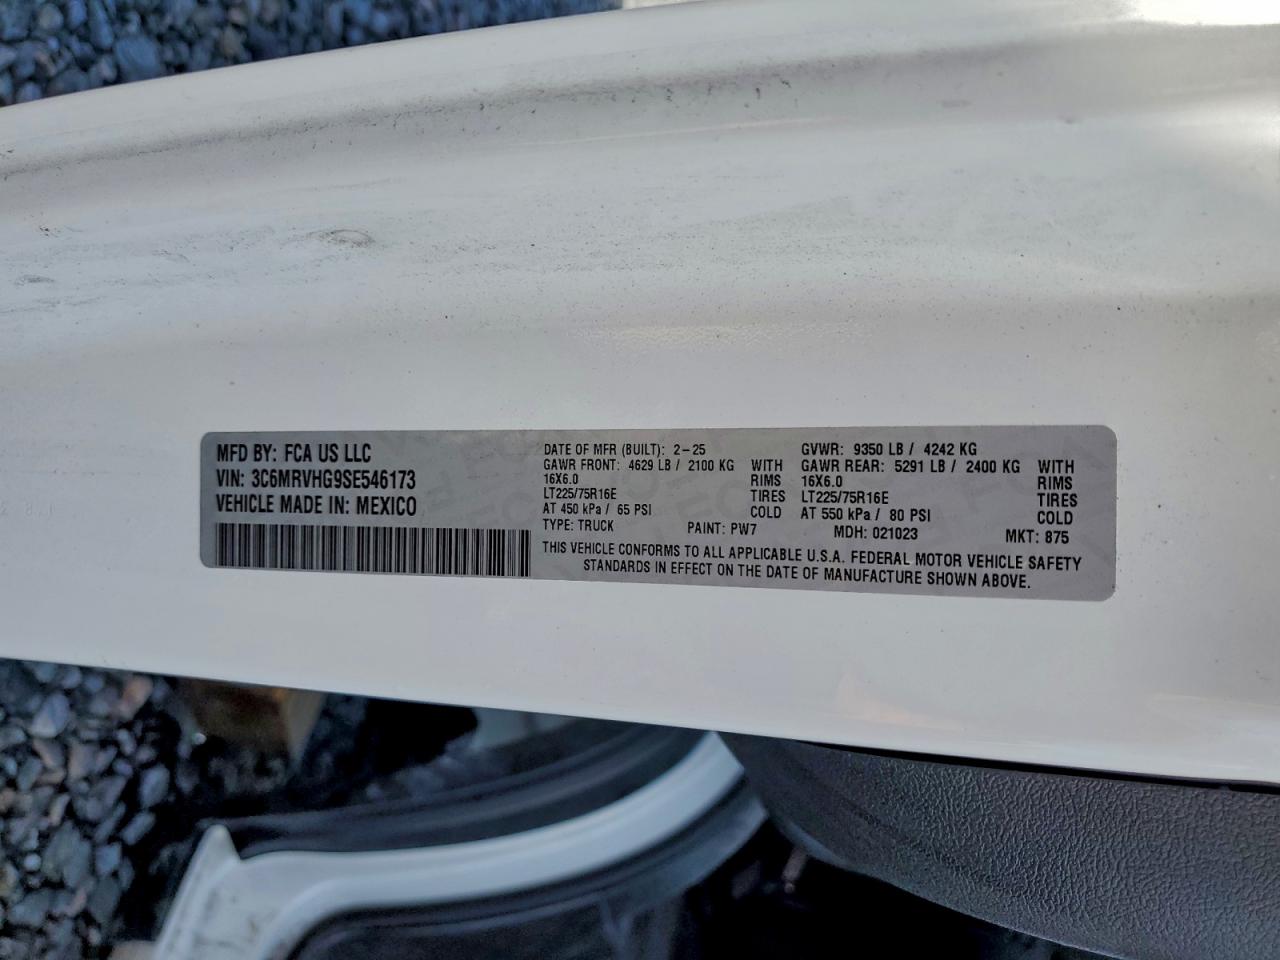 MFD BY: FCA US LLC
VIN: 3C6MRVHG9SE546173
VEHICLE MADE IN: MEXICO
DATE OF MFR (BUILT): 2-25
GAWR FRONT: 4629 LB / 2100 KG WITH
16X6.0 RIMS
LT225/75R16E TIRES
AT 450 kPa / 65 PSI COLD
TYPE: TRUCK PAINT: PW7
GVWR: 9350 LB / 4242 KG
GAWR REAR: 5291 LB / 2400 KG WITH
16X6.0 RIMS
LT225/75R16E TIRES
AT 550 kPa / 80 PSI COLD
MDH: 021023 MKT: 875
THIS VEHICLE CONFORMS TO ALL APPLICABLE U.S.A. FEDERAL MOTOR VEHICLE SAFETY
STANDARDS IN EFFECT ON THE DATE OF MANUFACTURE SHOWN ABOVE.